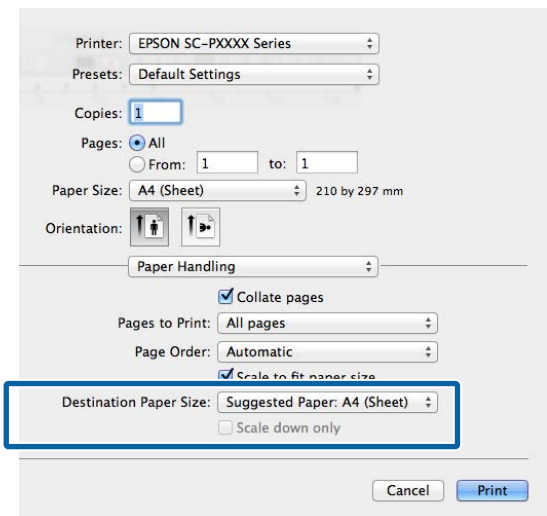 Printer: EPSON SC-PXXXX Series
Presets: Default Settings
Copies: 1
Pages: All
From: 1 to: 1
Paper Size: A4 (Sheet) 210 by 297 mm
Orientation:
Paper Handling
Collate pages
Pages to Print: All pages
Page Order: Automatic
Scale to fit paper size
Destination Paper Size: Suggested Paper: A4 (Sheet)
Scale down only
Cancel Print